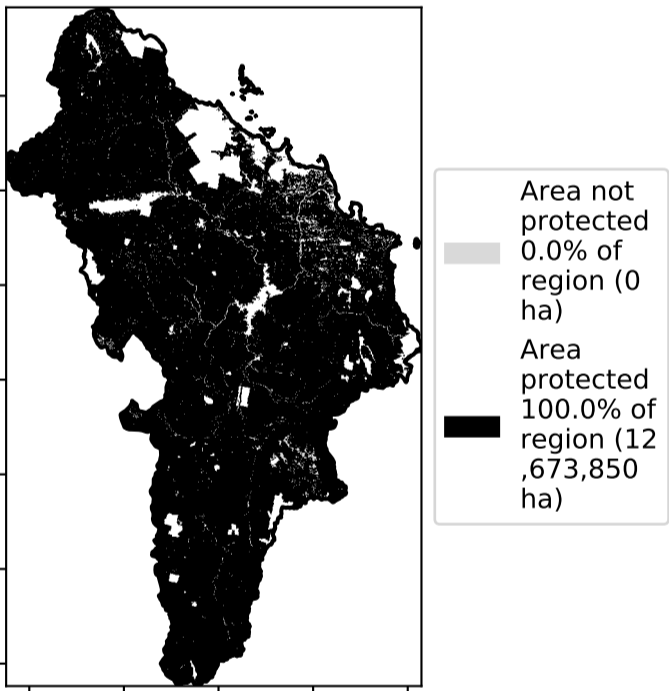 Area not
protected
0.0% of
region (0
ha)
Area
protected
100.0% of
region (12
,673,850
ha)